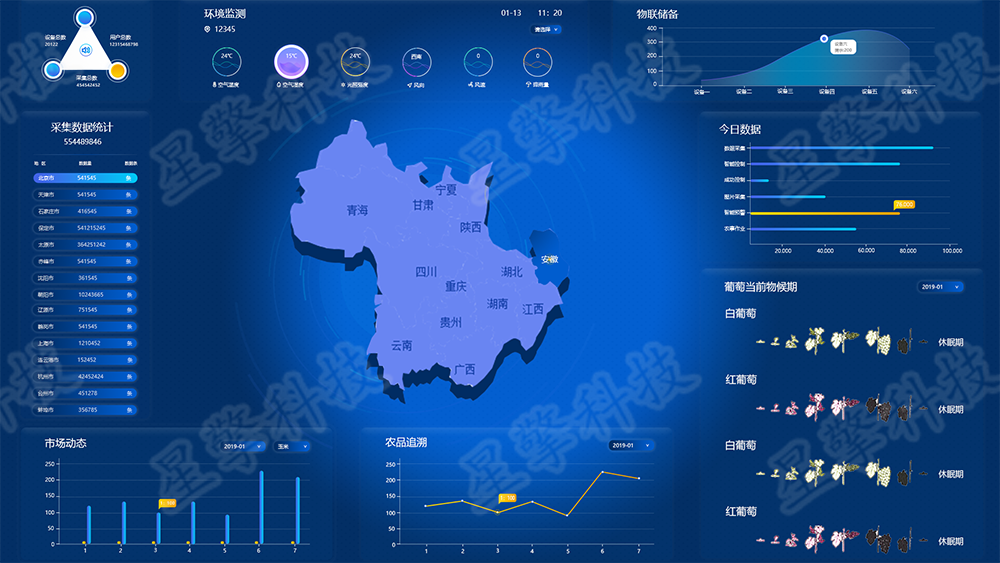 设备总数
20122
用户总数
12315468798
采集总数
434542452
环境监测
12345
01-13 11: 20
请选择
24℃
15℃
24℃
西南
0
0
空气温度
空气湿度
光照强度
风向
风速
降雨量
物联储备
400
300
200
100
0
设备六
接价:200
设备一
设备二
设备三
设备四
设备五
设备六
采集数据统计
554489846
地 区 数据量 数据表
北京市 541545 条
天津市 541545 条
石家庄市 416545 条
保定市 541215245 条
太原市 364251242 条
赤峰市 541545 条
沈阳市 361545 条
朝阳市 10243665 条
辽源市 751545 条
鹤岗市 541545 条
上海市 1210452 条
连云港市 152452 条
杭州市 42452424 条
台州市 451278 条
蚌埠市 356785 条
青海
甘肃
宁夏
陕西
四川
重庆
湖北
安徽
湖南
江西
贵州
云南
广西
今日数据
数据采集
智能控制
成功控制
图片采集
智能预警
农事作业
76,000
20,000
40,000
60,000
80,000
100,000
葡萄当前物候期
2019-01
白葡萄
休眠期
红葡萄
休眠期
白葡萄
休眠期
红葡萄
休眠期
市场动态
2019-01
玉米
250
200
150
100
50
0
1 2 3 4 5 6 7
农品追溯
2019-01
250
200
150
100
50
0
1 2 3 4 5 6 7
星擎科技